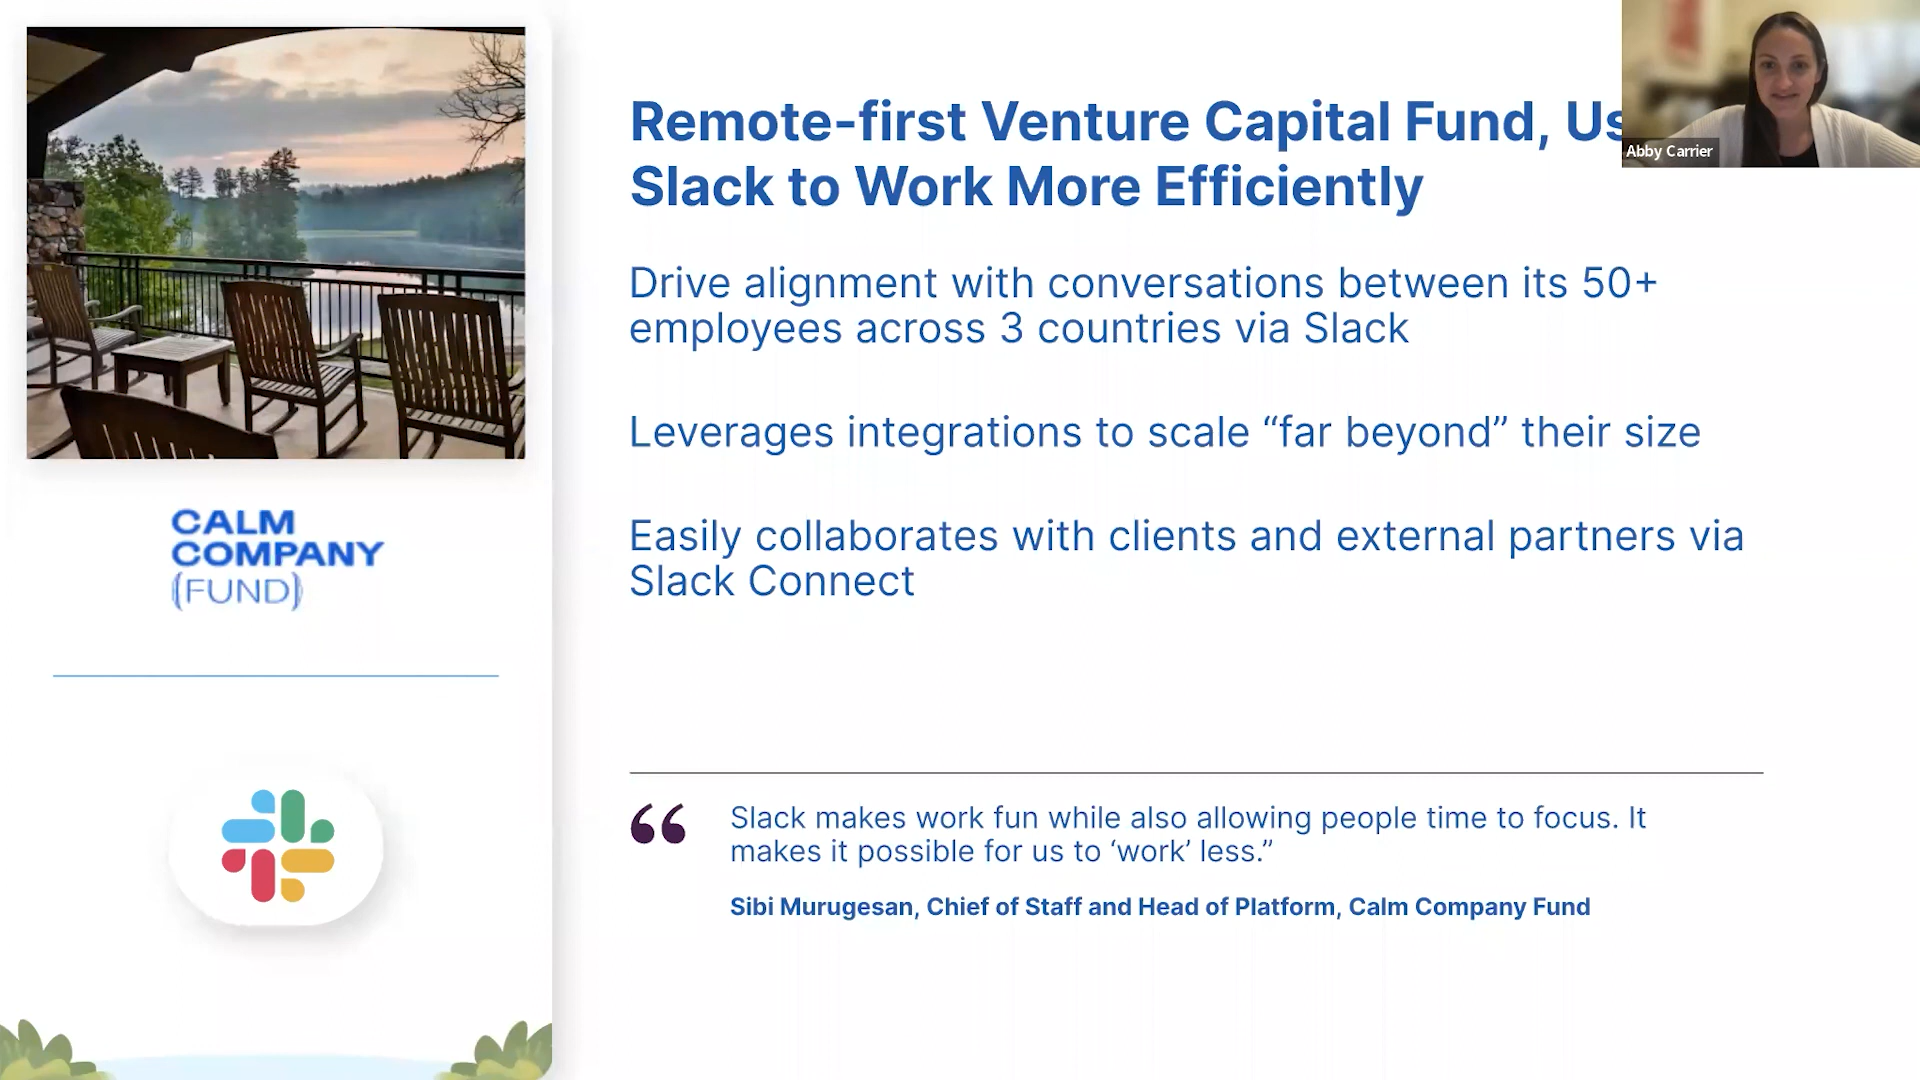 Remote-first Venture Capital Fund,
Slack to Work More Efficiently
Abby Carrier
Drive alignment with conversations between its 50+
employees across 3 countries via Slack
Leverages integrations to scale “far beyond” their size
Easily collaborates with clients and external partners via
Slack Connect
CALM
COMPANY
(FUND)
“ Slack makes work fun while also allowing people time to focus. It
makes it possible for us to ‘work’ less.”
Sibi Murugesan, Chief of Staff and Head of Platform, Calm Company Fund